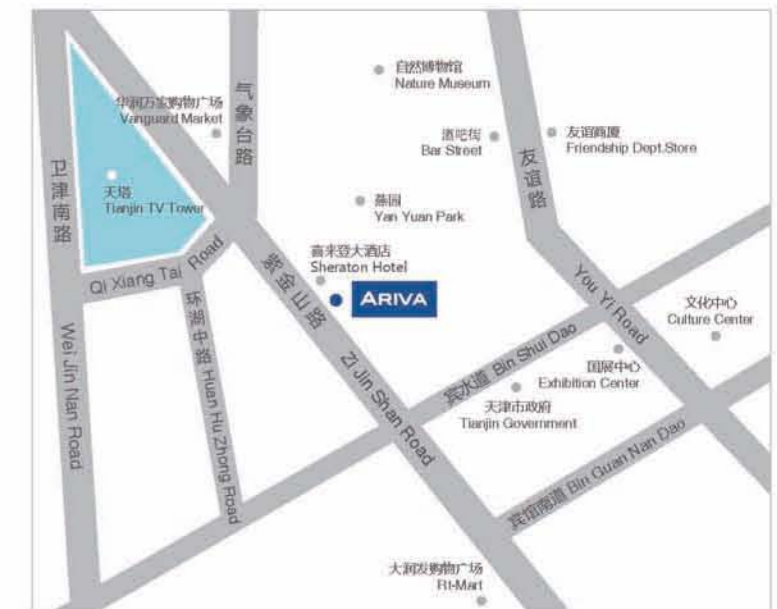 自然博物馆
Nature Museum
华润万家购物广场
Vanguard Market
气象台路
酒吧街
Bar Street
友谊商厦
Friendship Dept.Store
友谊路
卫津南路
天塔
Tianjin TV Tower
燕园
Yan Yuan Park
喜来登大酒店
Sheraton Hotel
ARIVA
Qi Xiang Tai Road
紫金山路
Zi Jin Shan Road
环湖中路 Huan Hu Zhong Road
Wei Jin Nan Road
You Yi Road
文化中心
Culture Center
宾水道 Bin Shui Dao
国展中心
Exhibition Center
天津市政府
Tianjin Government
宾馆南道 Bin Guan Nan Dao
大润发购物广场
Rt-Mart